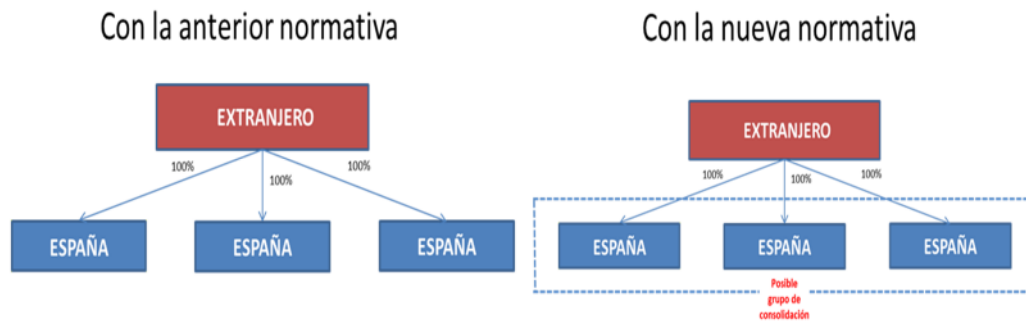 Con la anterior normativa
EXTRANJERO
100%
100%
100%
ESPAÑA
ESPAÑA
ESPAÑA
Con la nueva normativa
EXTRANJERO
100%
100%
100%
ESPAÑA
ESPAÑA
ESPAÑA
Posible
grupo de
consolidación